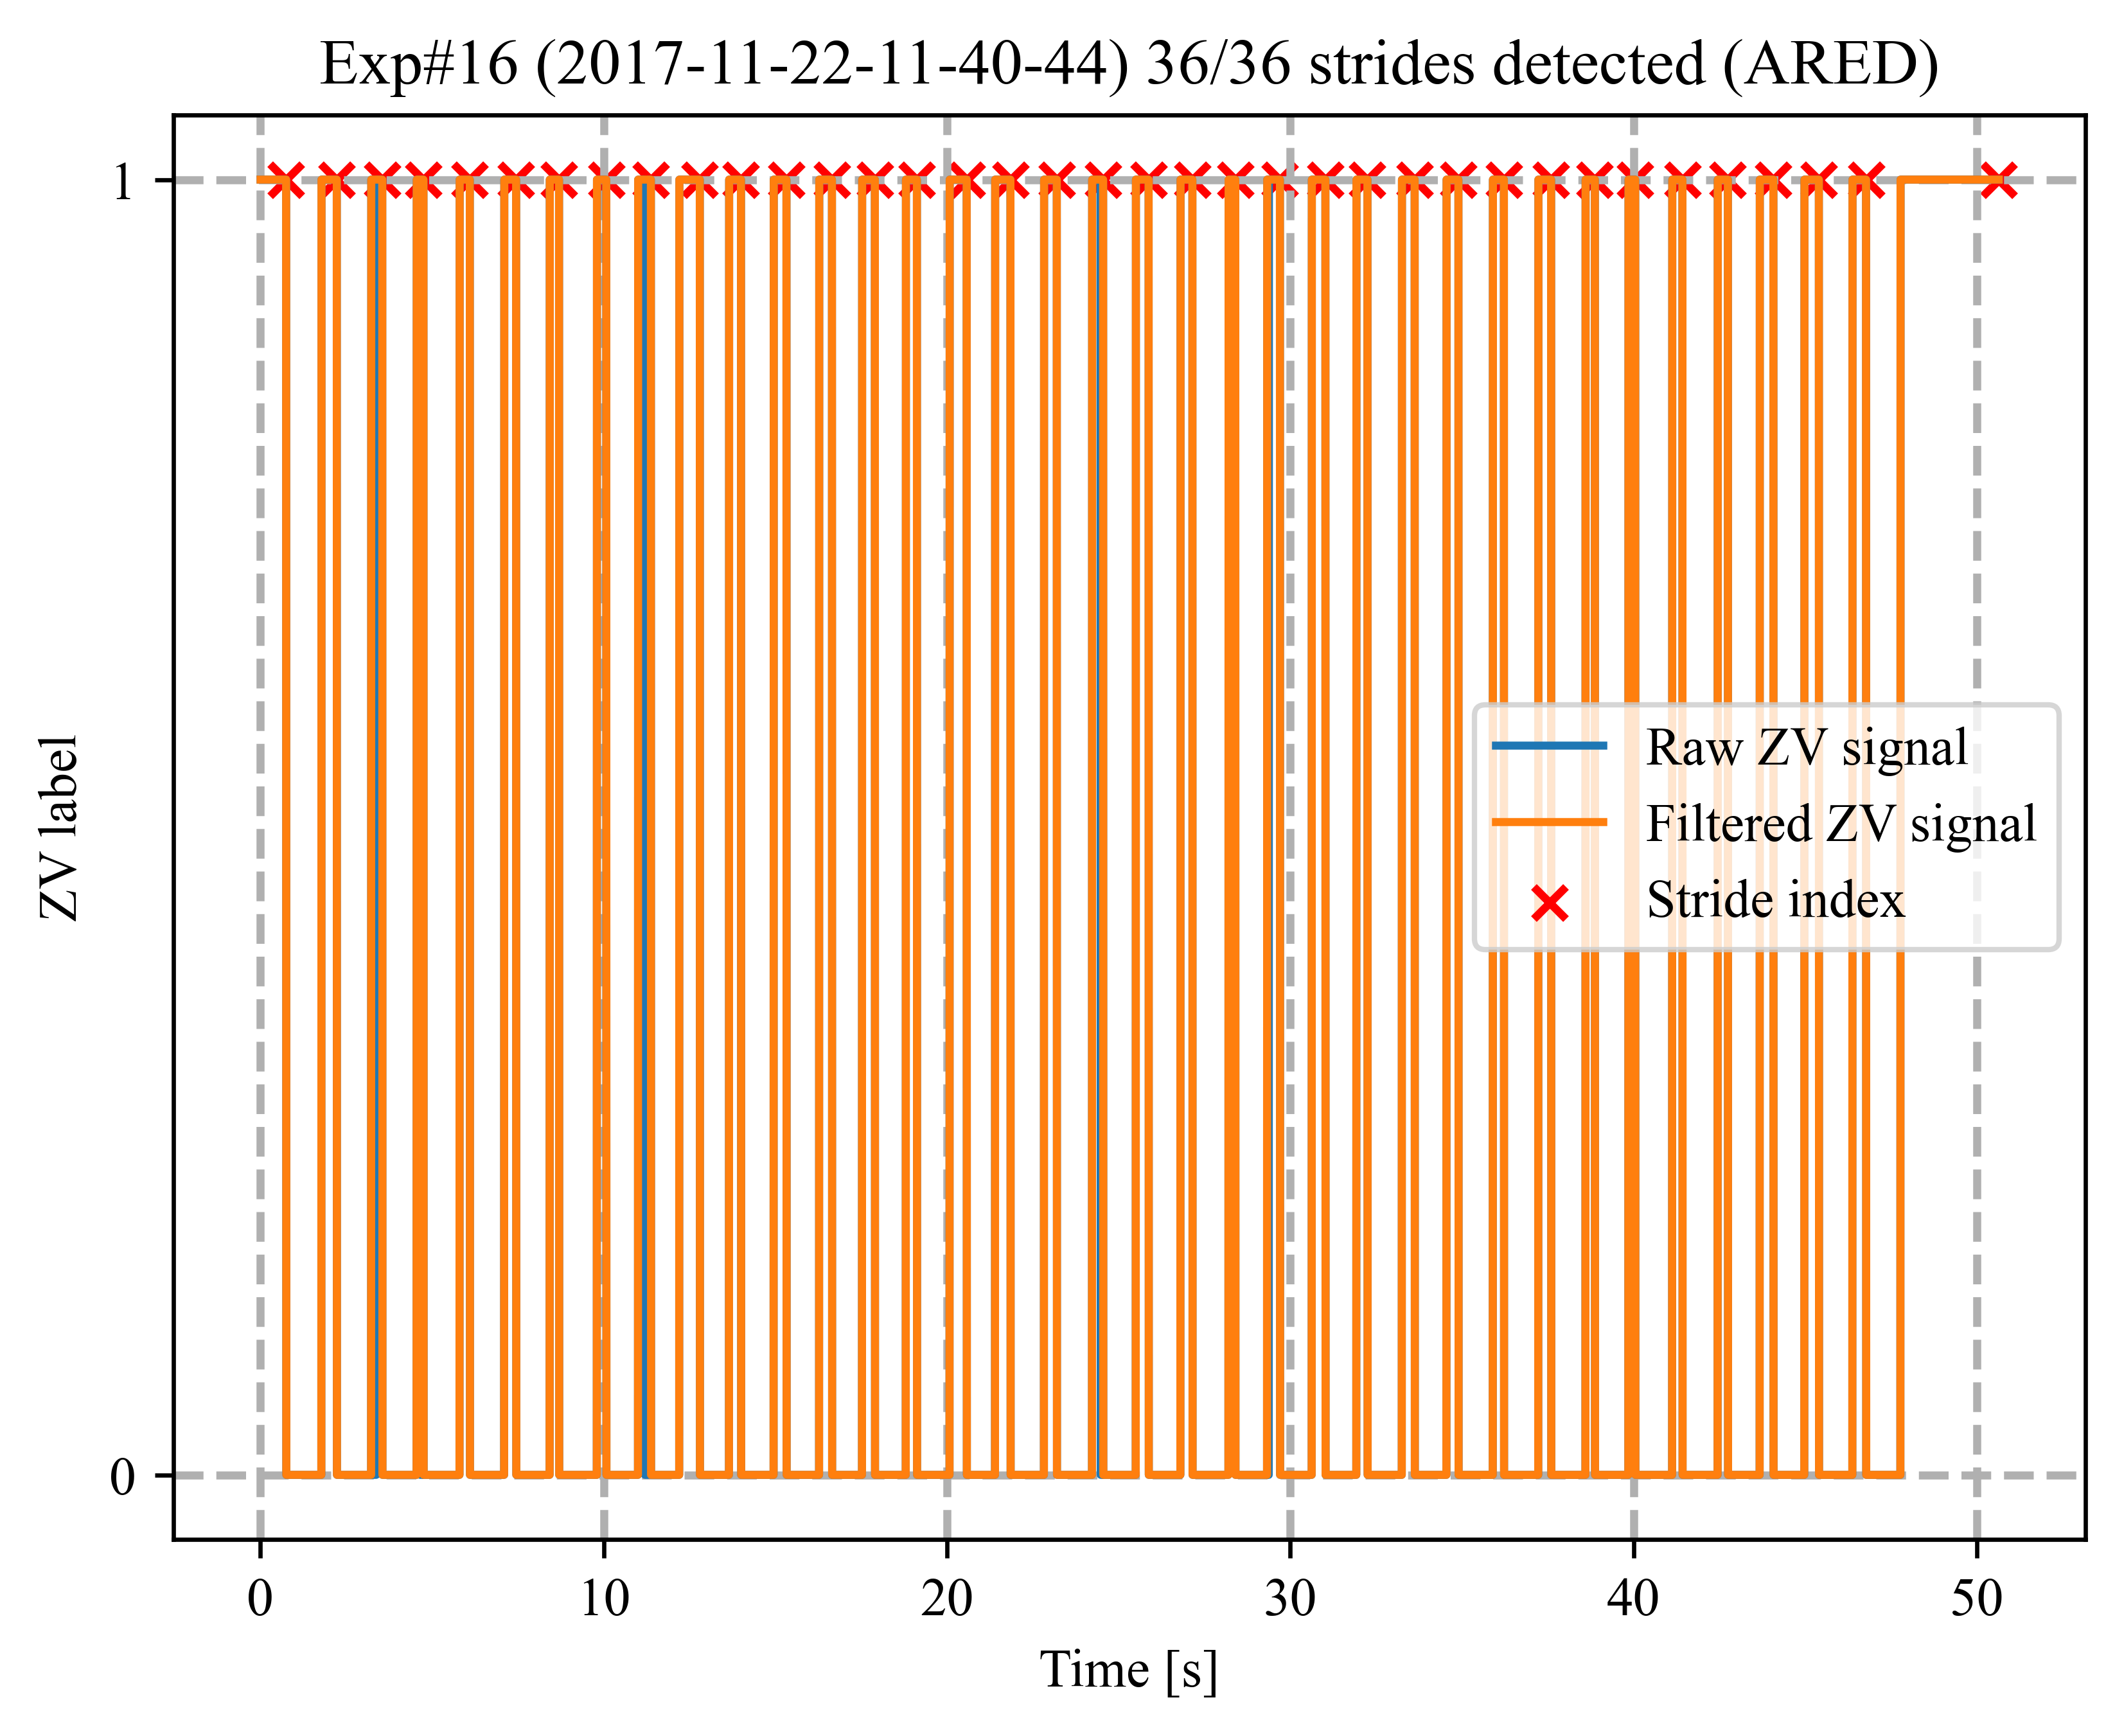 Exp#16 (2017-11-22-11-40-44) 36/36 strides detected (ARED)
1
ZV label
Raw ZV signal
Filtered ZV signal
Stride index
0
0 10 20 30 40 50
Time [s]